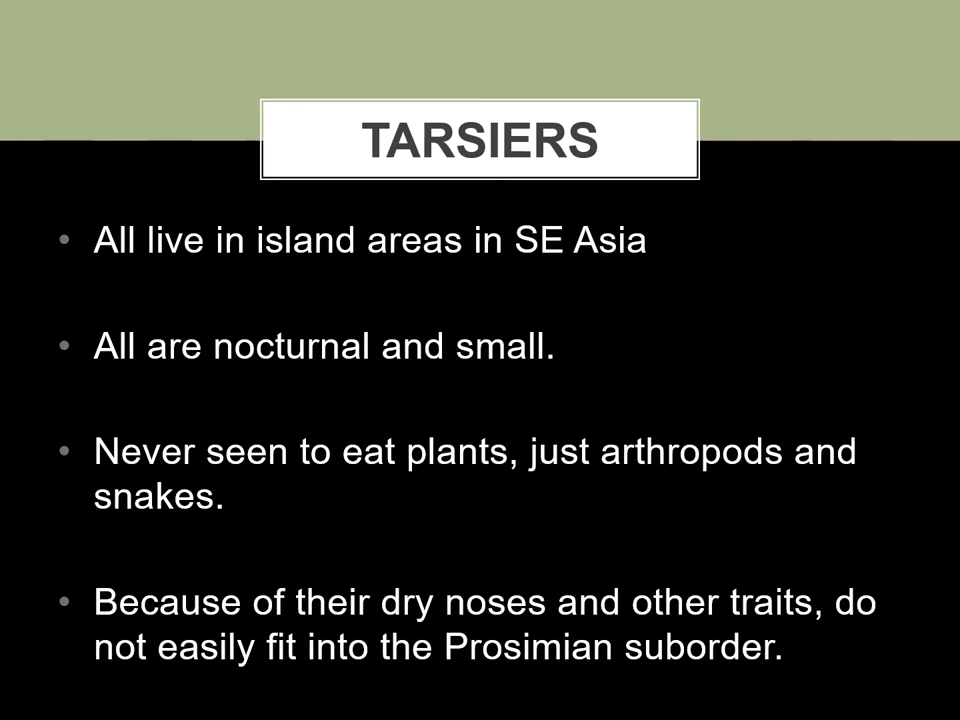 TARSIERS
• All live in island areas in SE Asia
• All are nocturnal and small.
• Never seen to eat plants, just arthropods and
snakes.
• Because of their dry noses and other traits, do
not easily fit into the Prosimian suborder.